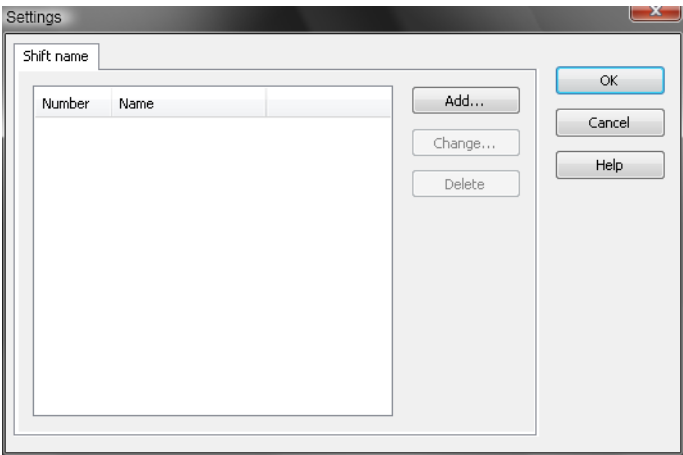 Settings
Shift name
Number Name
Add...
Change...
Delete
OK
Cancel
Help